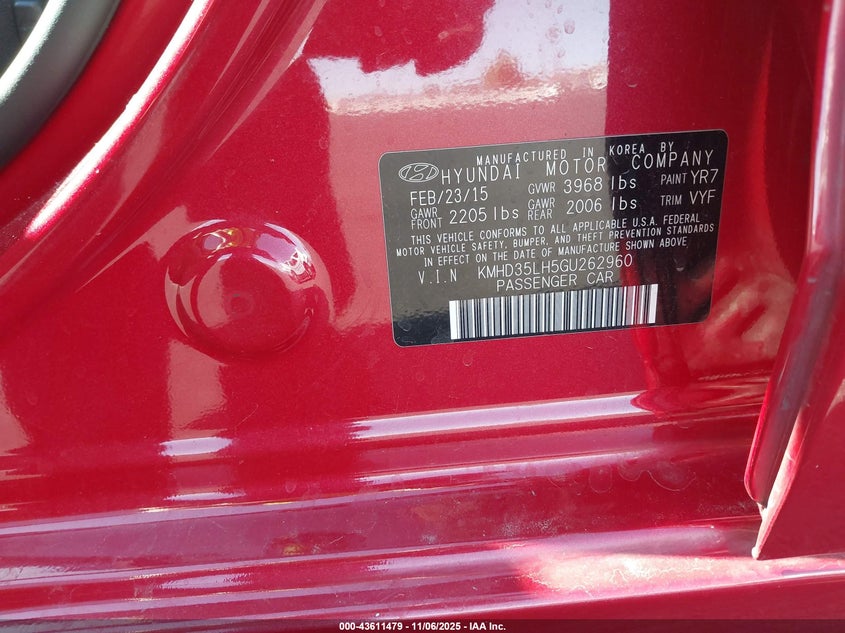 MANUFACTURED IN KOREA BY
HYUNDAI MOTOR COMPANY
FEB/23/15 GVWR 3968 lbs PAINT YR7
GAWR FRONT 2205 lbs GAWR REAR 2006 lbs TRIM VYF
THIS VEHICLE CONFORMS TO ALL APPLICABLE U.S.A. FEDERAL
MOTOR VEHICLE SAFETY, BUMPER, AND THEFT PREVENTION STANDARDS
IN EFFECT ON THE DATE OF MANUFACTURE SHOWN ABOVE.
V.I.N KMHD35LH5GU262960
PASSENGER CAR
000-43611479 - 11/06/2025 - IAA Inc.